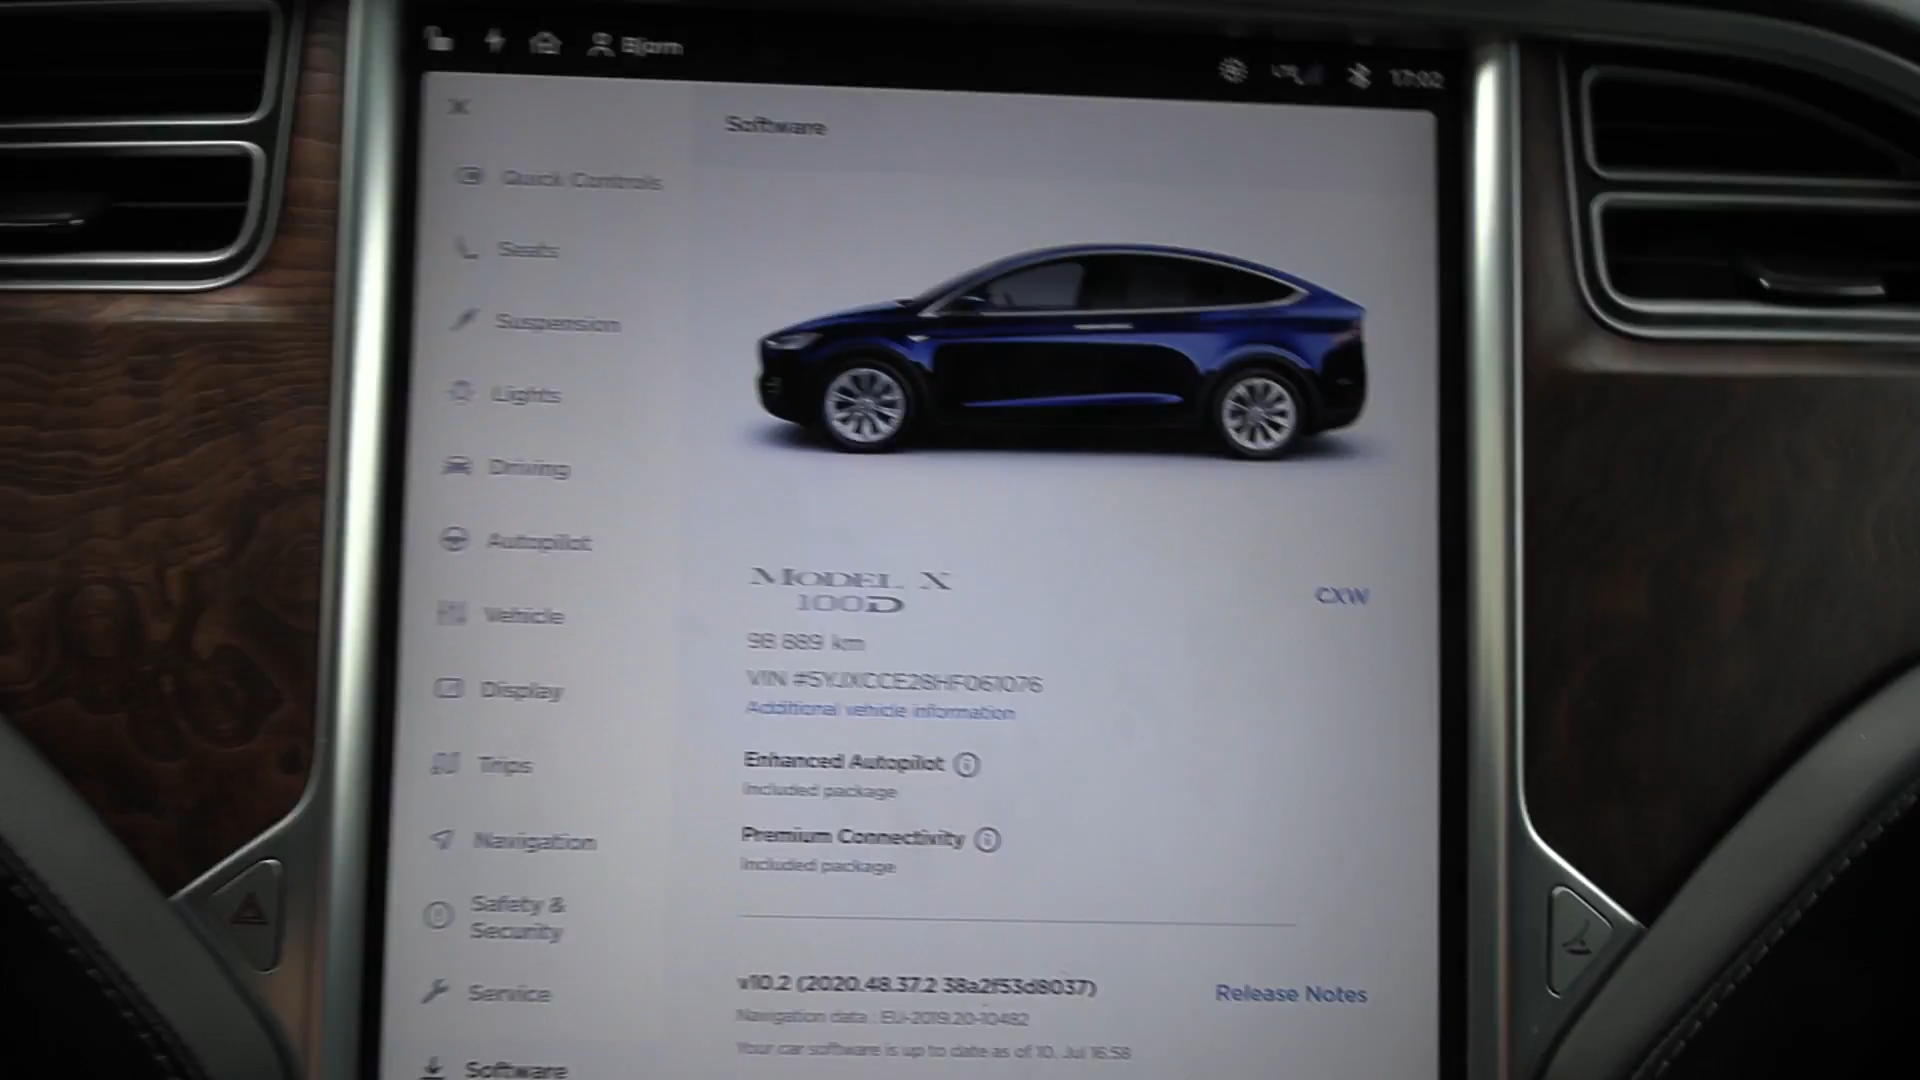 Bjørn
17:02
Software
Quick Controls
Seats
Suspension
Lights
Driving
Autopilot
Vehicle
Display
Trips
Navigation
Safety &
Security
Service
Software
MODEL X
100D
CXW
98 889 km
VIN #5YJXCCE28HF061076
Additional vehicle information
Enhanced Autopilot
Included package
Premium Connectivity
Included package
v10.2 (2020.48.37.2 38a2f53d8037)
Release Notes
Navigation data : EU-2019.20-10482
Your car software is up to date as of 10. Jul 16:58